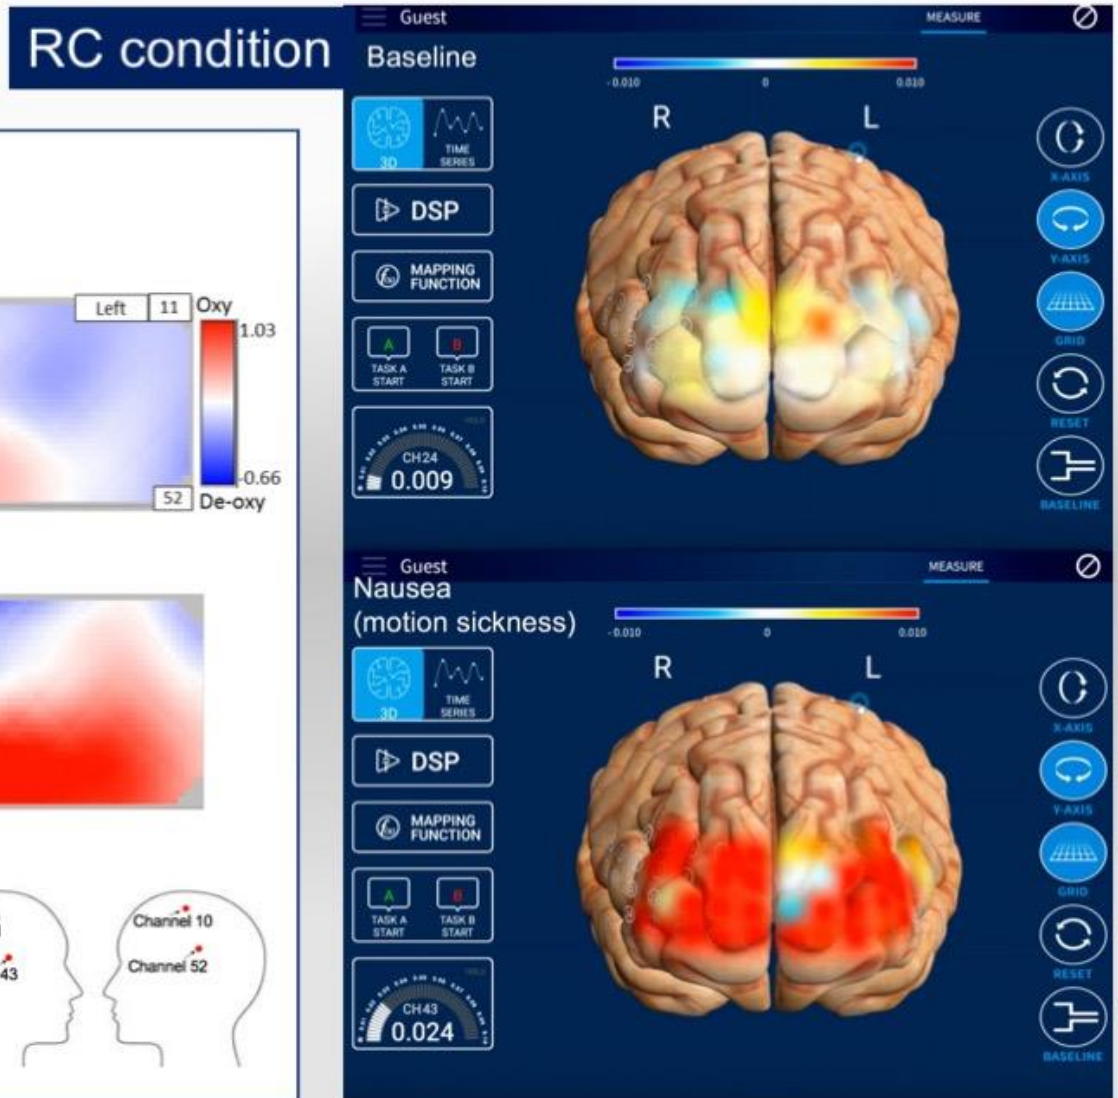 RC condition
Left 11 Oxy
1.03
-0.66
52 De-oxy
Channel 10
Channel 52
43
Guest
MEASURE
Baseline
-0.010 0 0.010
R L
3D
TIME
SERIES
DSP
f(x) MAPPING
FUNCTION
A B
TASK A
START
TASK B
START
HOLD
CH24
0.009
X-AXIS
Y-AXIS
GRID
RESET
BASELINE
Guest
MEASURE
Nausea
(motion sickness)
-0.010 0 0.010
R L
3D
TIME
SERIES
DSP
f(x) MAPPING
FUNCTION
A B
TASK A
START
TASK B
START
HOLD
CH43
0.024
X-AXIS
Y-AXIS
GRID
RESET
BASELINE